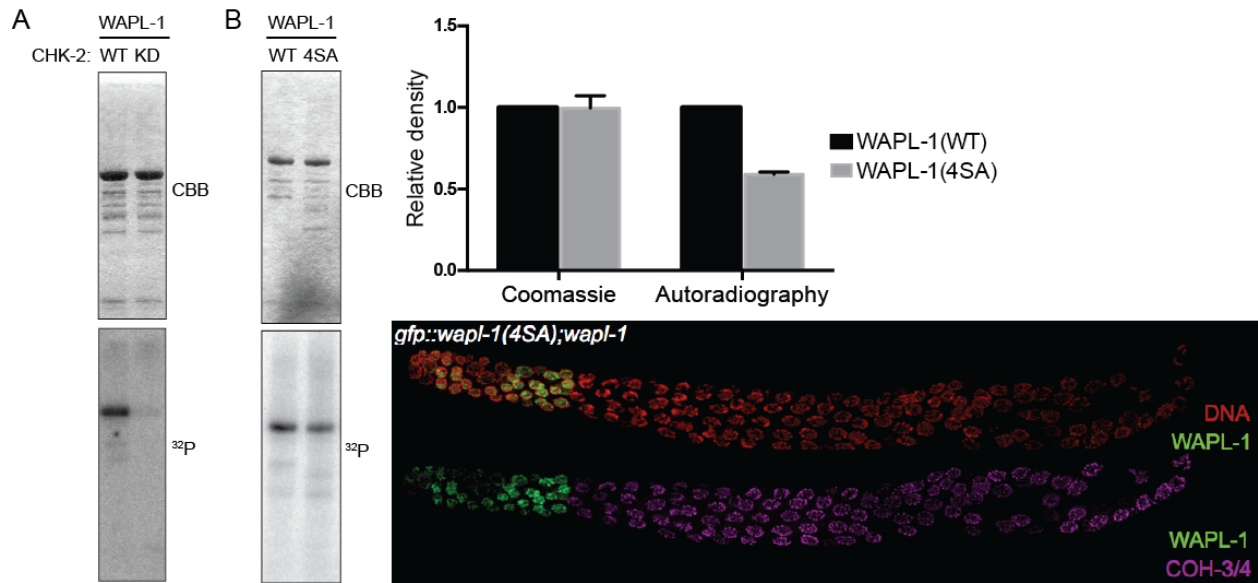 A
WAPL-1
CHK-2: WT KD
CBB
32P
B
WAPL-1
WT 4SA
CBB
32P
Relative density
1.5
1.0
0.5
0.0
Coomassie Autoradiography
WAPL-1(WT)
WAPL-1(4SA)
gfp::wapl-1(4SA);wapl-1
DNA
WAPL-1
WAPL-1
COH-3/4